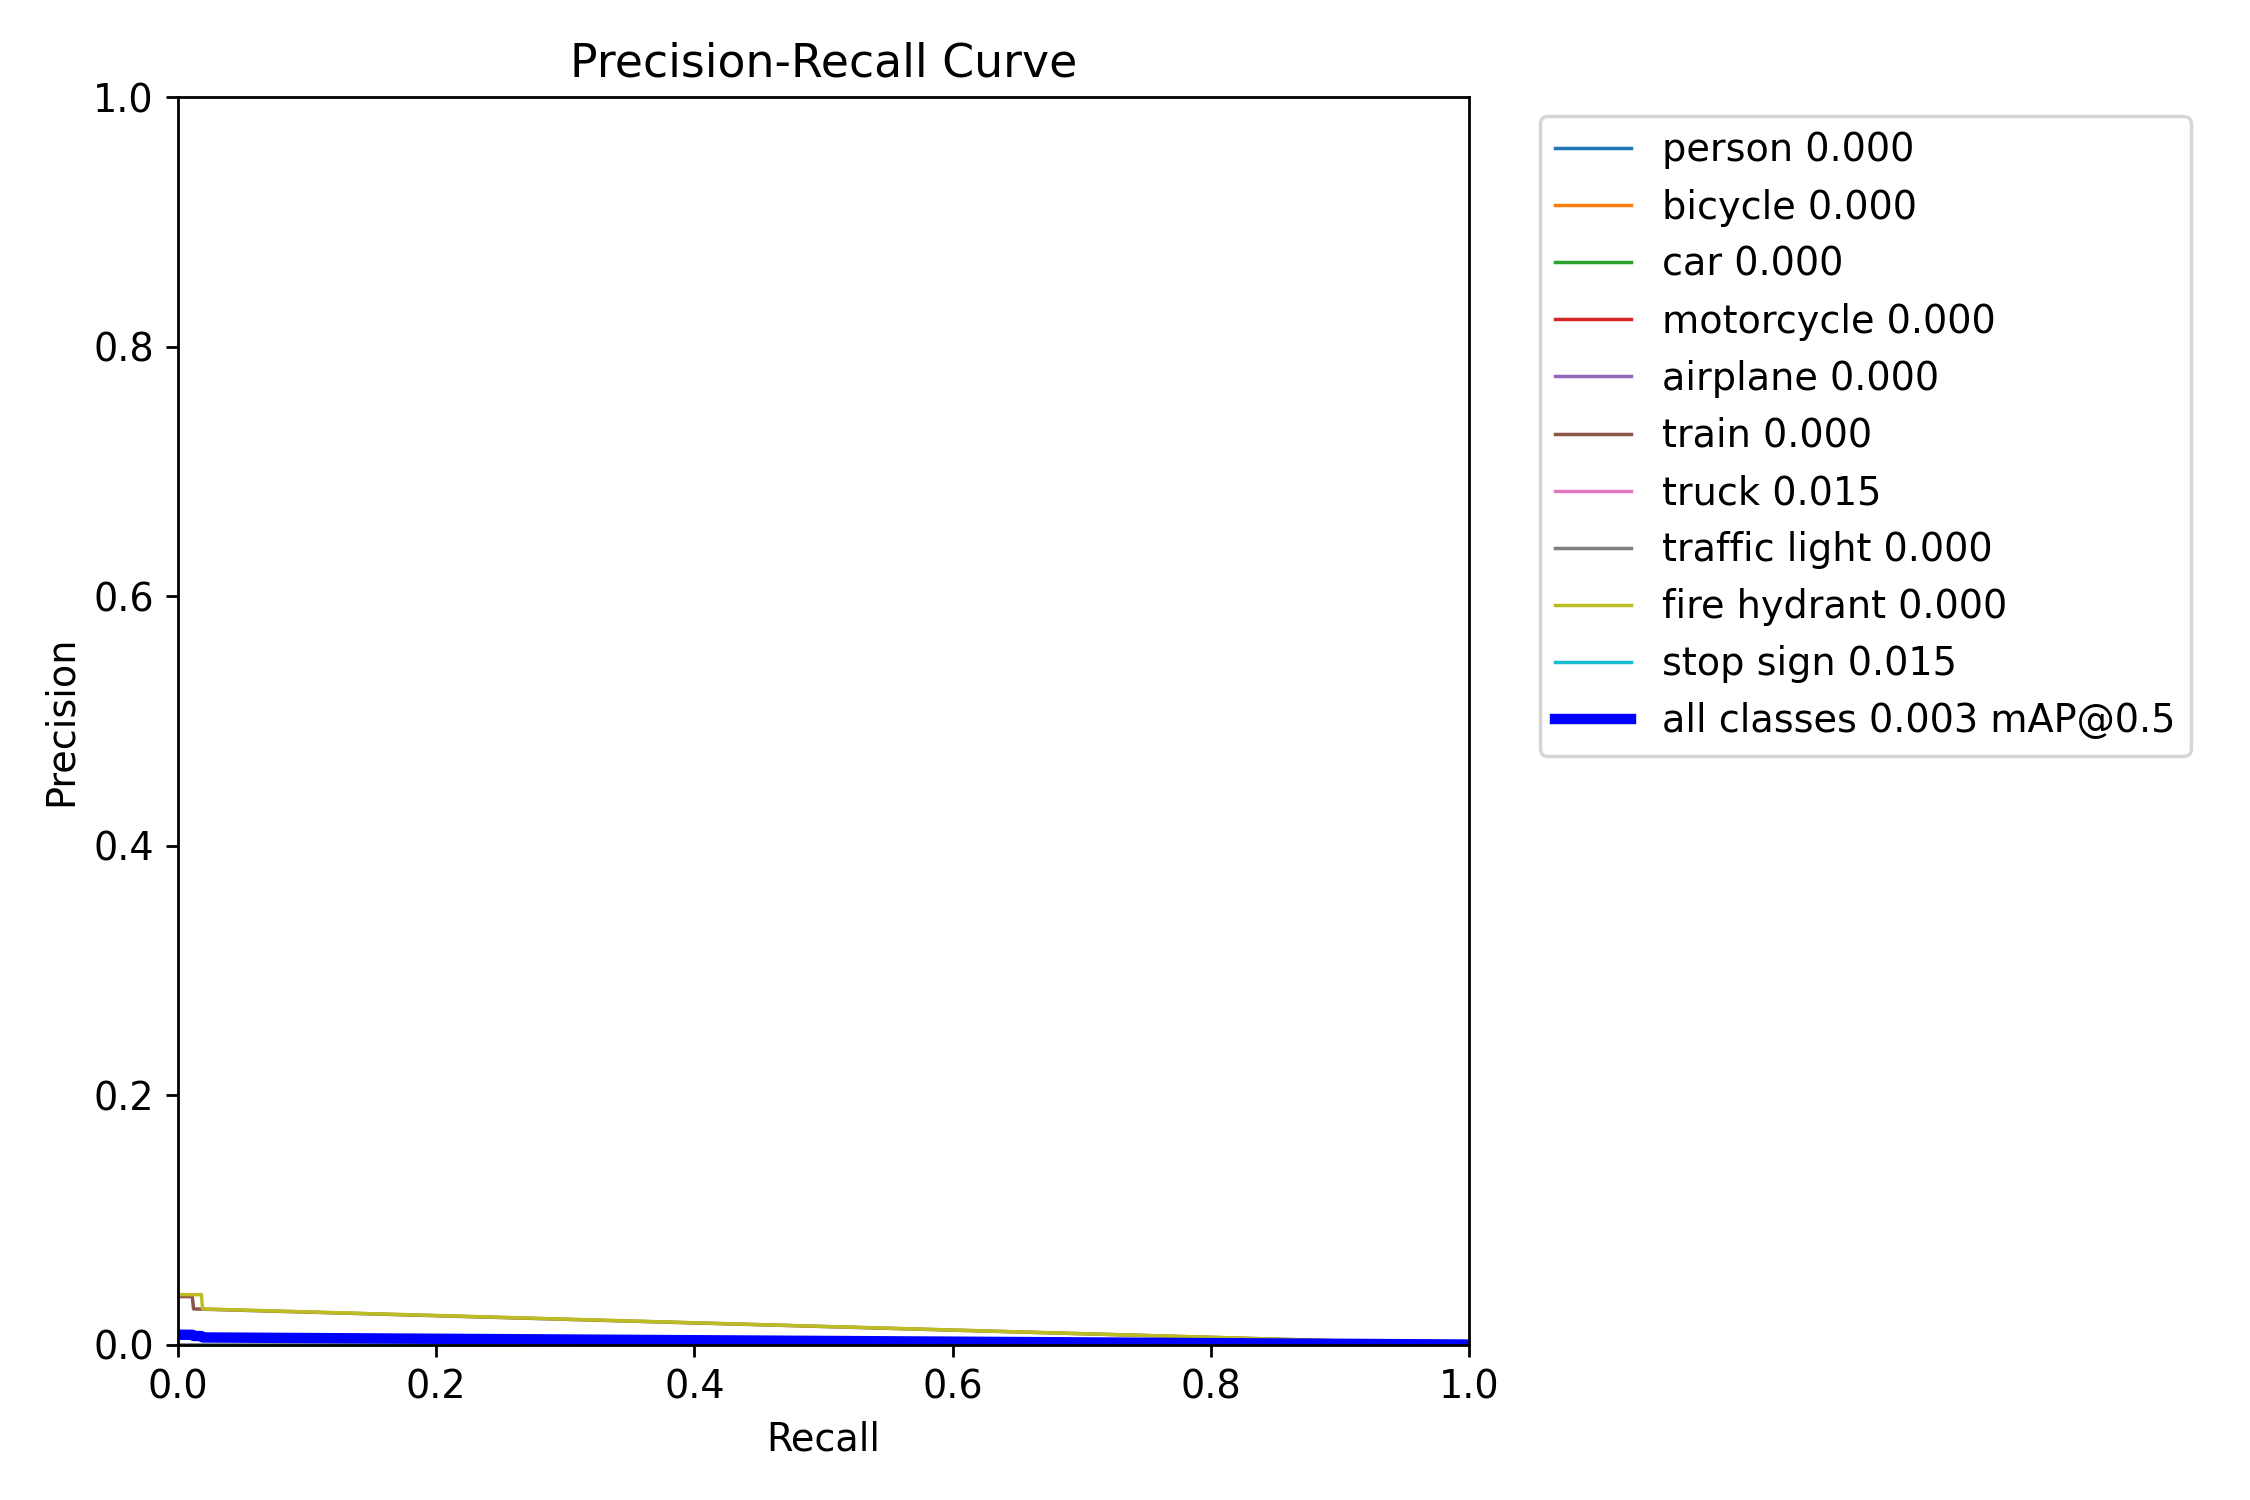 Precision-Recall Curve
1.0
0.8
0.6
0.4
0.2
0.0
Precision
0.0 0.2 0.4 0.6 0.8 1.0
Recall
person 0.000
bicycle 0.000
car 0.000
motorcycle 0.000
airplane 0.000
train 0.000
truck 0.015
traffic light 0.000
fire hydrant 0.000
stop sign 0.015
all classes 0.003 mAP@0.5